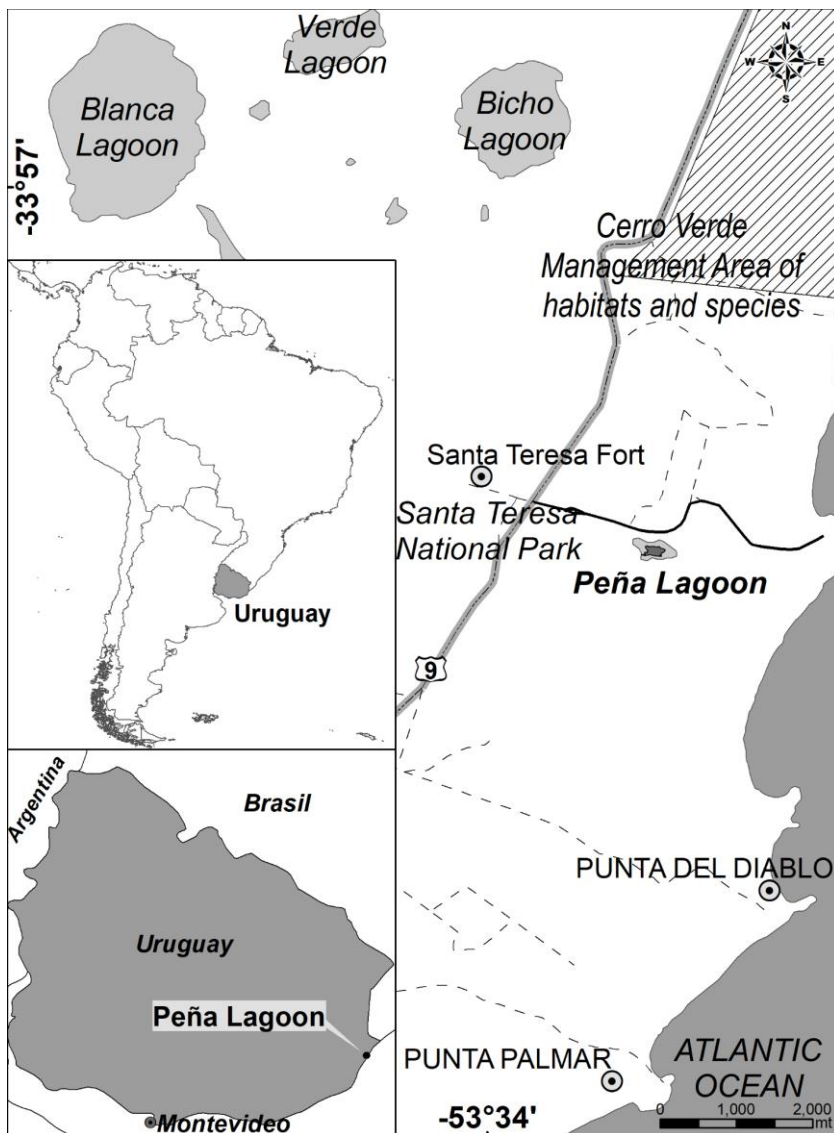 Verde
Lagoon
N
W E
S
Blanca
Lagoon
Bicho
Lagoon
-33°57'
Cerro Verde
Management Area of
habitats and species
Santa Teresa Fort
Santa Teresa
National Park
Peña Lagoon
Uruguay
9
Argentina
Brasil
PUNTA DEL DIABLO
Uruguay
Peña Lagoon
PUNTA PALMAR
ATLANTIC
OCEAN
Montevideo
-53°34'
0 1,000 2,000
mt